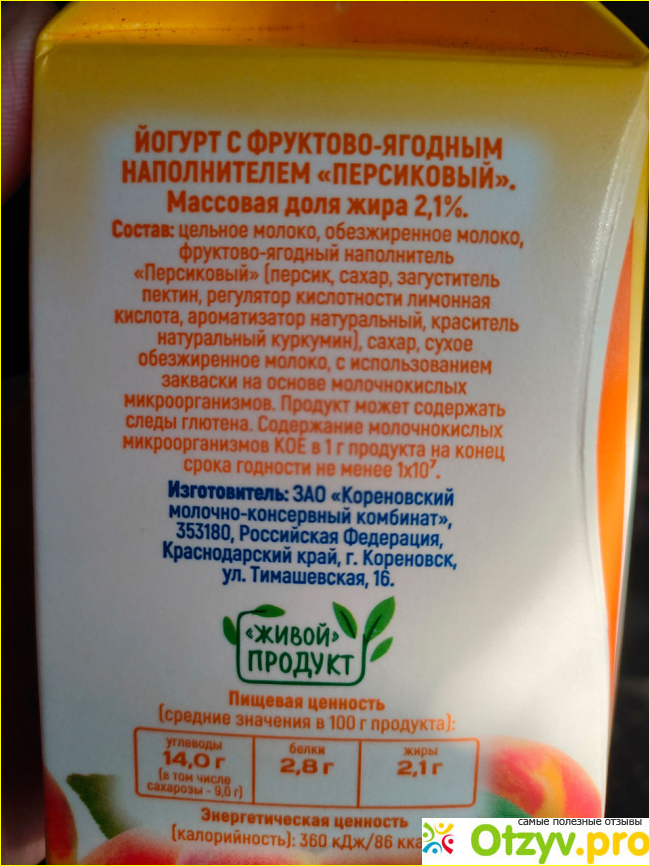 ЙОГУРТ С ФРУКТОВО-ЯГОДНЫМ
НАПОЛНИТЕЛЕМ «ПЕРСИКОВЫЙ».
Массовая доля жира 2,1%.
Состав: цельное молоко, обезжиренное молоко,
фруктово-ягодный наполнитель
«Персиковый» (персик, сахар, загуститель
пектин, регулятор кислотности лимонная
кислота, ароматизатор натуральный, краситель
натуральный куркумин), сахар, сухое
обезжиренное молоко, с использованием
закваски на основе молочнокислых
микроорганизмов. Продукт может содержать
следы глютена. Содержание молочнокислых
микроорганизмов КОЕ в 1 г продукта на конец
срока годности не менее 1х10⁷.
Изготовитель: ЗАО «Кореновский
молочно-консервный комбинат»,
353180, Российская Федерация,
Краснодарский край, г. Кореновск,
ул. Тимашевская, 16.
«ЖИВОЙ»
ПРОДУКТ
Пищевая ценность
(средние значения в 100 г продукта):
углеводы белки жиры
14,0 г 2,8 г 2,1 г
(в том числе
сахарозы - 9,0 г)
Энергетическая ценность
(калорийность): 360 кДж/86 кка
самые полезные отзывы
Otzyv.pro